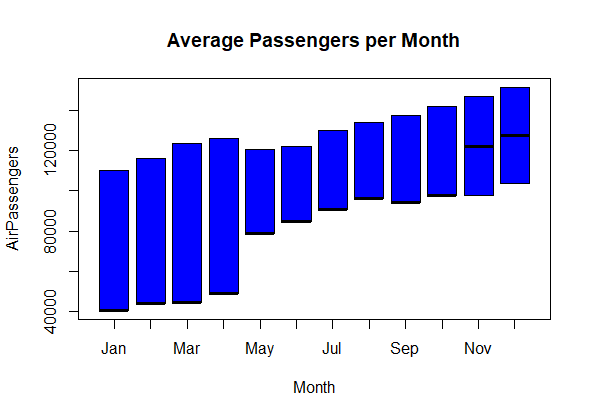 Average Passengers per Month
AirPassengers
120000
80000
40000
Jan Mar May Jul Sep Nov
Month